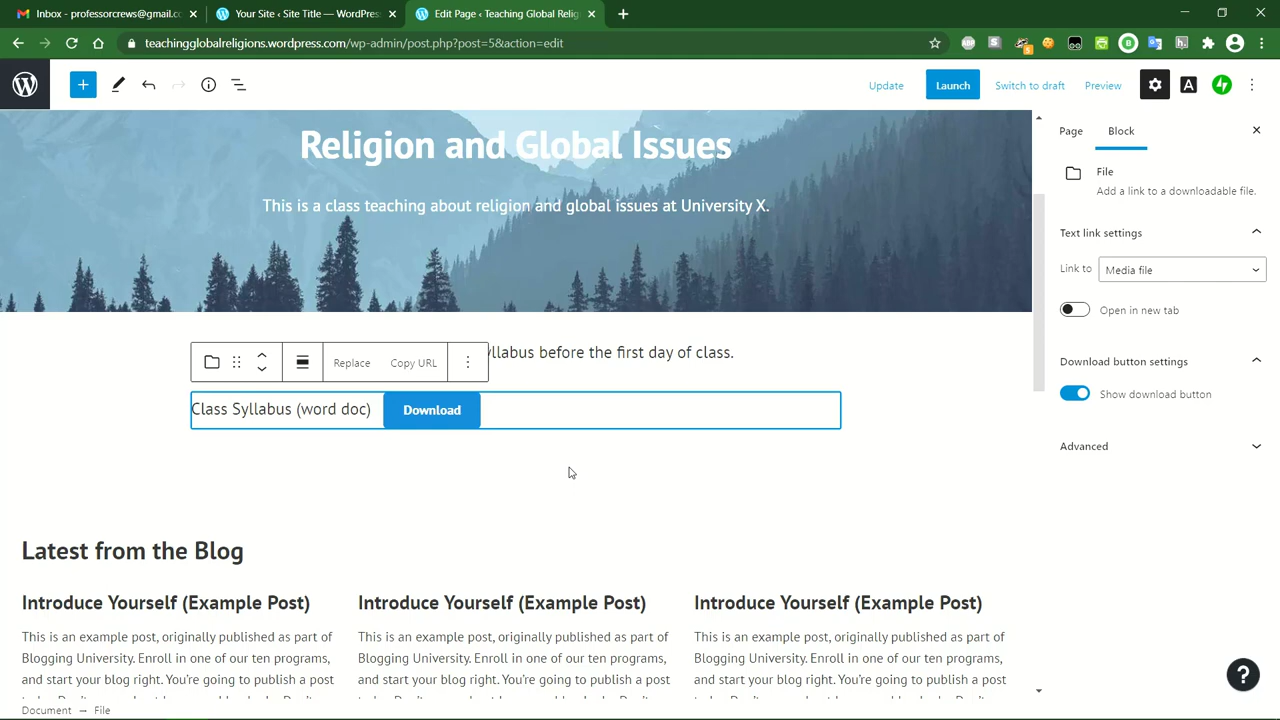 Inbox - professorcrews@gmail.c
Your Site ‹ Site Title — WordPres
Edit Page ‹ Teaching Global Relig
teachingglobalreligions.wordpress.com/wp-admin/post.php?post=5&action=edit
Update
Launch
Switch to draft
Preview
Religion and Global Issues
This is a class teaching about religion and global issues at University X.
Page
Block
File
Add a link to a downloadable file.
Text link settings
Link to
Media file
Open in new tab
Download button settings
Show download button
Advanced
Replace
Copy URL
yllabus before the first day of class.
Class Syllabus (word doc)
Download
Latest from the Blog
Introduce Yourself (Example Post)
This is an example post, originally published as part of
Blogging University. Enroll in one of our ten programs,
and start your blog right. You're going to publish a post
Introduce Yourself (Example Post)
This is an example post, originally published as part of
Blogging University. Enroll in one of our ten programs,
and start your blog right. You're going to publish a post
Introduce Yourself (Example Post)
This is an example post, originally published as part of
Blogging University. Enroll in one of our ten programs,
and start your blog right. You're going to publish a post
Document → File